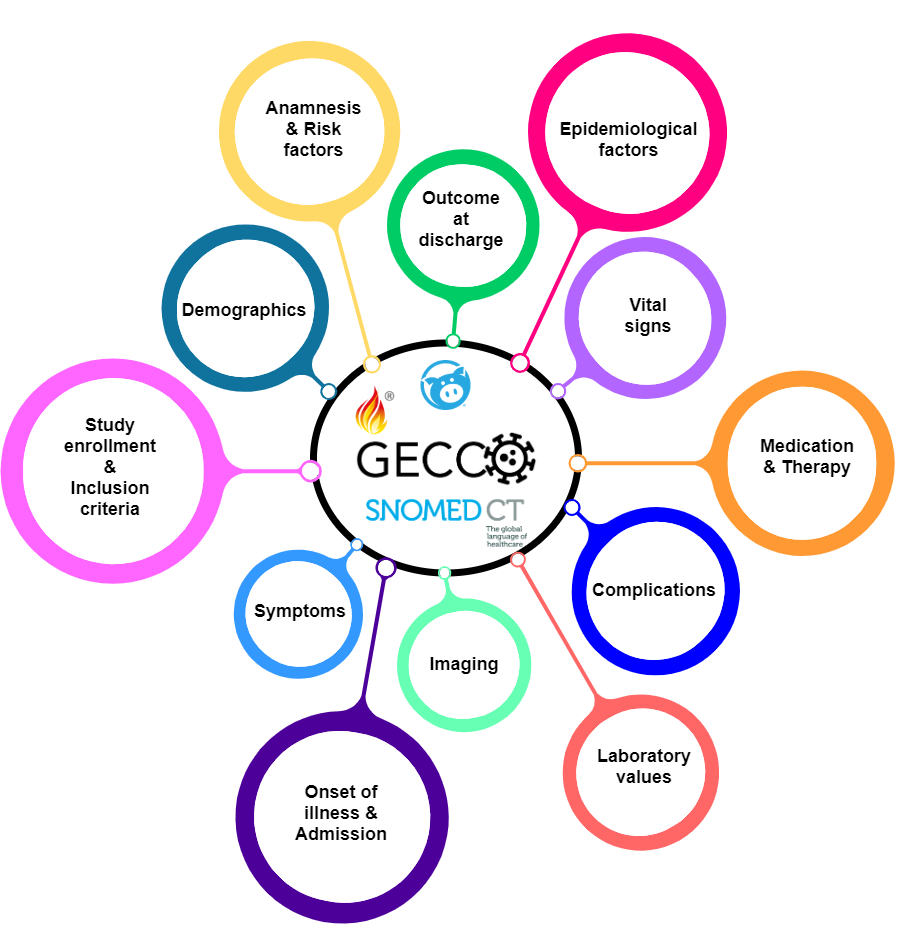 Anamnesis
& Risk
factors
Epidemiological
factors
Outcome
at
discharge
Demographics
Vital
signs
®
Study
enrollment
&
Inclusion
criteria
GECCO
Medication
& Therapy
SNOMED CT
The global
language of
healthcare
Symptoms
Complications
Imaging
Laboratory
values
Onset of
illness &
Admission